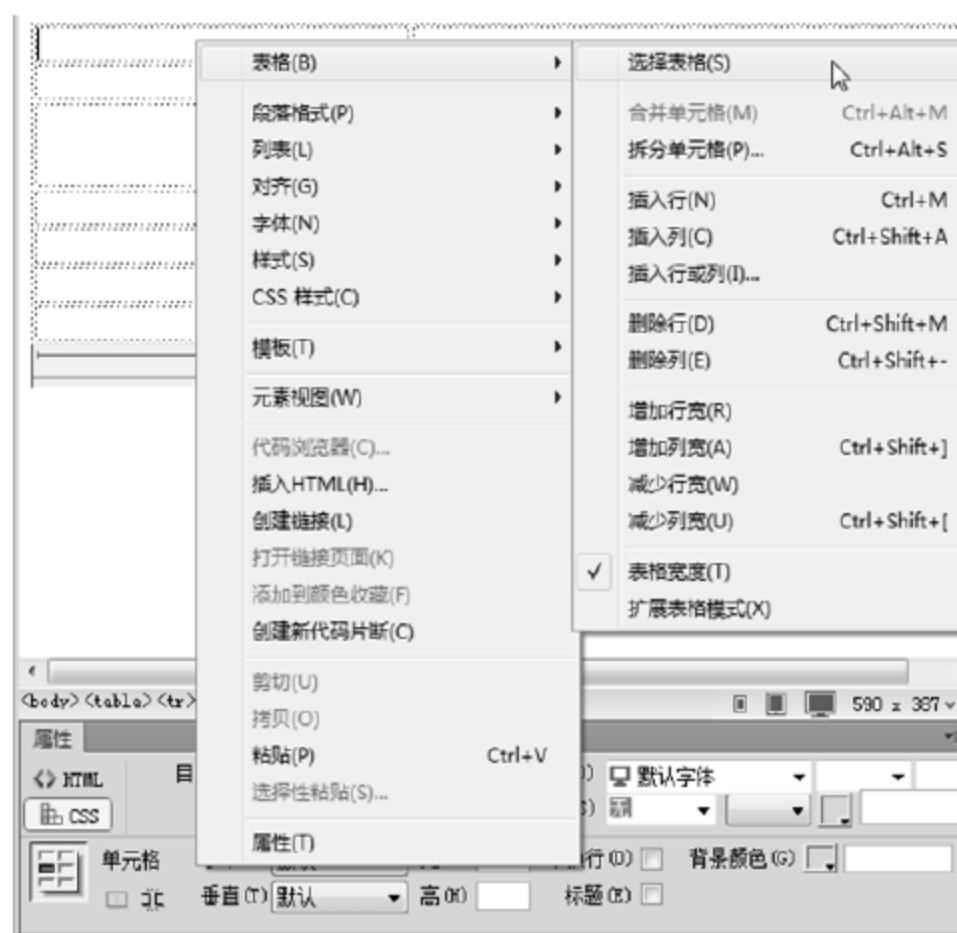 表格(B)
段落格式(P)
列表(L)
对齐(G)
字体(N)
样式(S)
CSS 样式(C)
模板(T)
元素视图(W)
代码浏览器(C)...
插入HTML(H)...
创建链接(L)
打开链接页面(K)
添加到颜色收藏(F)
创建新代码片断(C)
剪切(U)
拷贝(O)
粘贴(P) Ctrl+V
选择性粘贴(S)...
属性(T)
选择表格(S)
合并单元格(M) Ctrl+Alt+M
拆分单元格(P)... Ctrl+Alt+S
插入行(N) Ctrl+M
插入列(C) Ctrl+Shift+A
插入行或列(I)...
删除行(D) Ctrl+Shift+M
删除列(E) Ctrl+Shift+-
增加行宽(R)
增加列宽(A) Ctrl+Shift+]
减少行宽(W)
减少列宽(U) Ctrl+Shift+[
表格宽度(T)
扩展表格模式(X)
<body> <table> <tr> 590 x 387
属性
<> HTML 目 默认字体
CSS
单元格 行(O) 背景颜色(G)
垂直(T) 默认 高(H) 标题(E)